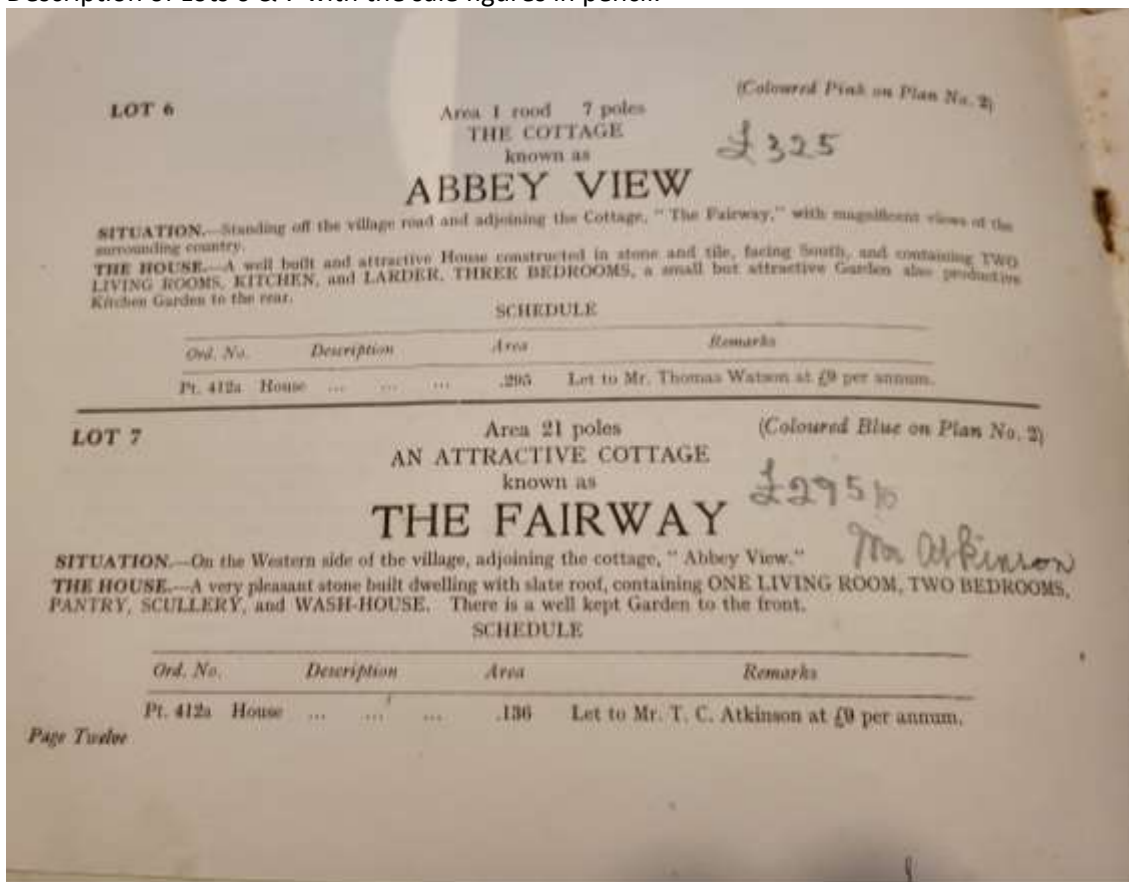 Description of Lots 6 & 7 with the sale figures in pencil.
(Coloured Pink on Plan No. 2)
LOT 6 Area 1 rood 7 poles
THE COTTAGE
£325
known as
ABBEY VIEW
SITUATION.—Standing off the village road and adjoining the Cottage, "The Fairway," with magnificent views of the
surrounding country.
THE HOUSE.—A well built and attractive House constructed in stone and tile, facing South, and containing TWO
LIVING ROOMS, KITCHEN, and LARDER, THREE BEDROOMS, a small but attractive Garden also productive
Kitchen Garden to the rear.
SCHEDULE
Ord. No. Description Area Remarks
Pt. 412a House ... ... ... .295 Let to Mr. Thomas Watson at £9 per annum.
LOT 7 Area 21 poles (Coloured Blue on Plan No. 2)
AN ATTRACTIVE COTTAGE
known as
£295 to
THE FAIRWAY
Mr Atkinson
SITUATION.—On the Western side of the village, adjoining the cottage, "Abbey View."
THE HOUSE.—A very pleasant stone built dwelling with slate roof, containing ONE LIVING ROOM, TWO BEDROOMS,
PANTRY, SCULLERY, and WASH-HOUSE. There is a well kept Garden to the front.
SCHEDULE
Ord. No. Description Area Remarks
Pt. 412a House ... ... ... .136 Let to Mr. T. C. Atkinson at £9 per annum.
Page Twelve